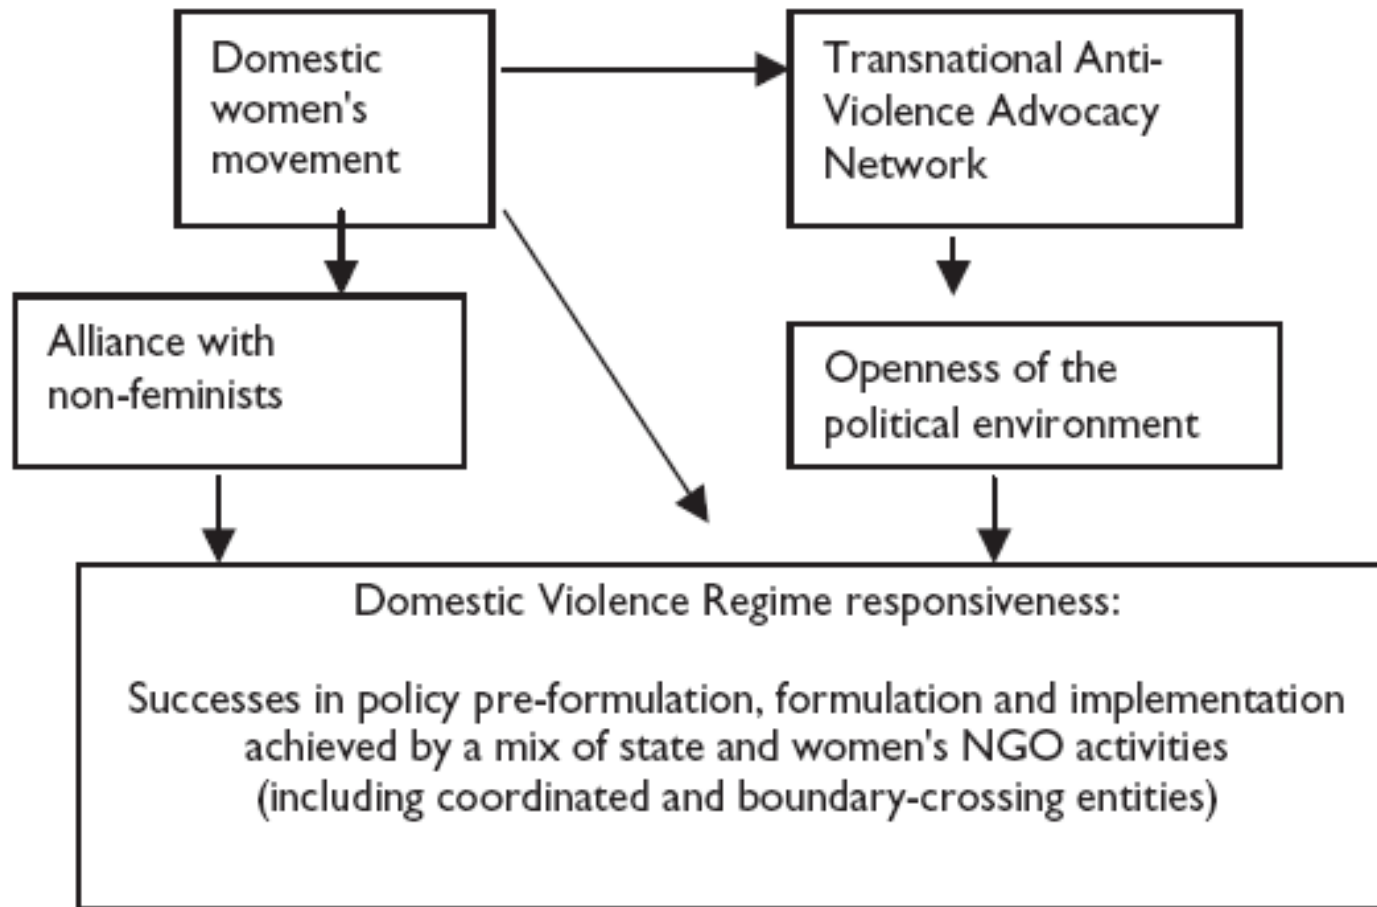 Domestic
women's
movement
Transnational Anti-
Violence Advocacy
Network
Alliance with
non-feminists
Openness of the
political environment
Domestic Violence Regime responsiveness:
Successes in policy pre-formulation, formulation and implementation
achieved by a mix of state and women's NGO activities
(including coordinated and boundary-crossing entities)